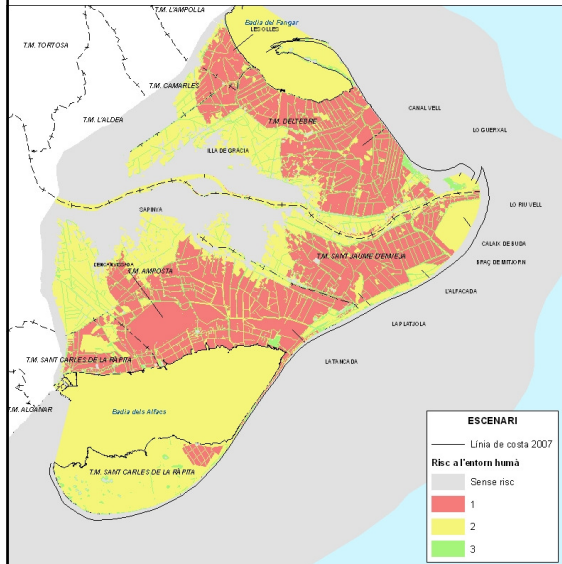 T.M. L'AMPOLLA
Badia del Fangar
LES OLLES
T.M. TORTOSA
T.M. CAMARLES
CANAL VELL
T.M. L'ALDEA
T.M. DELTEBRE
LO GUERXAL
ILLA DE GRÀCIA
SAPINYA
LO RIU VELL
CALAIX DE BUDA
T.M. SANT JAUME D'ENVEJA
BRAÇ DE MITJORN
T.M. AMPOSTA
L'ALFACADA
LA PLATJOLA
T.M. SANT CARLES DE LA RÀPITA
LA TANCADA
T.M. ALCANAR
Badia dels Alfacs
T.M. SANT CARLES DE LA RÀPITA
ESCENARI
Línia de costa 2007
Risc a l'entorn humà
Sense risc
1
2
3